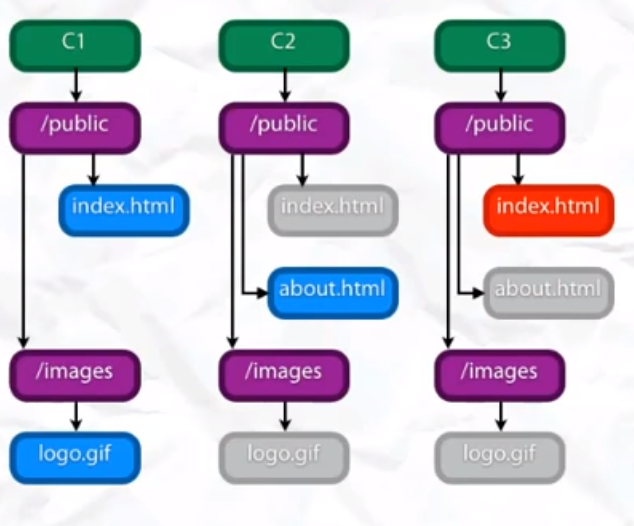 C1
C2
C3
/public
/public
/public
index.html
index.html
index.html
about.html
about.html
/images
/images
/images
logo.gif
logo.gif
logo.gif